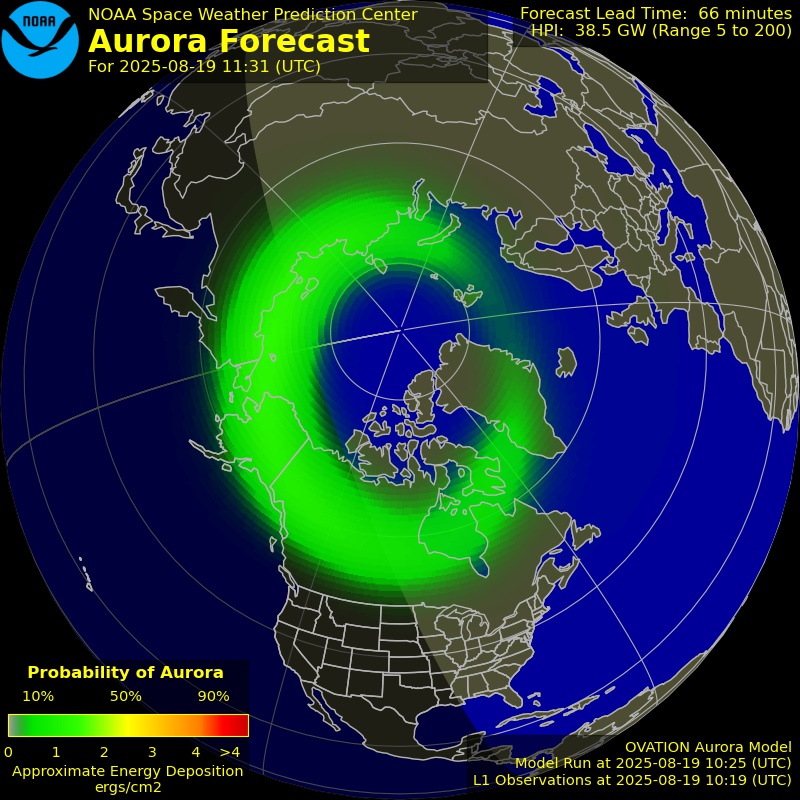 NOAA
NOAA Space Weather Prediction Center
Aurora Forecast
For 2025-08-19 11:31 (UTC)
Forecast Lead Time: 66 minutes
HPI: 38.5 GW (Range 5 to 200)
Probability of Aurora
10% 50% 90%
0 1 2 3 4 >4
Approximate Energy Deposition
ergs/cm2
OVATION Aurora Model
Model Run at 2025-08-19 10:25 (UTC)
L1 Observations at 2025-08-19 10:19 (UTC)